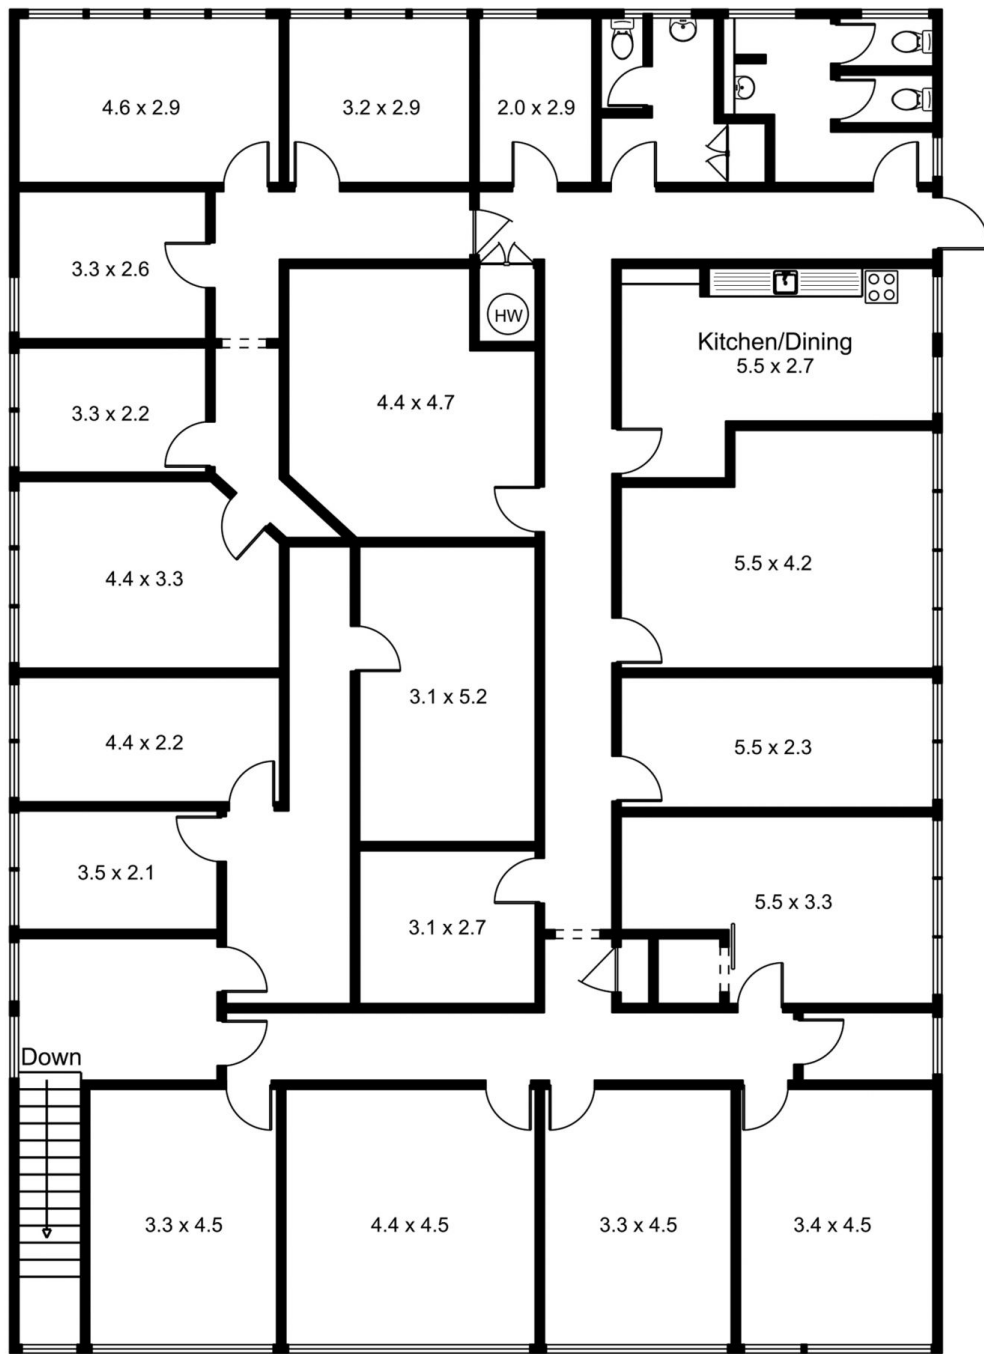 4.6 x 2.9
3.2 x 2.9
2.0 x 2.9
3.3 x 2.6
HW
Kitchen/Dining
5.5 x 2.7
3.3 x 2.2
4.4 x 4.7
4.4 x 3.3
5.5 x 4.2
3.1 x 5.2
4.4 x 2.2
5.5 x 2.3
3.5 x 2.1
5.5 x 3.3
3.1 x 2.7
Down
3.3 x 4.5
4.4 x 4.5
3.3 x 4.5
3.4 x 4.5